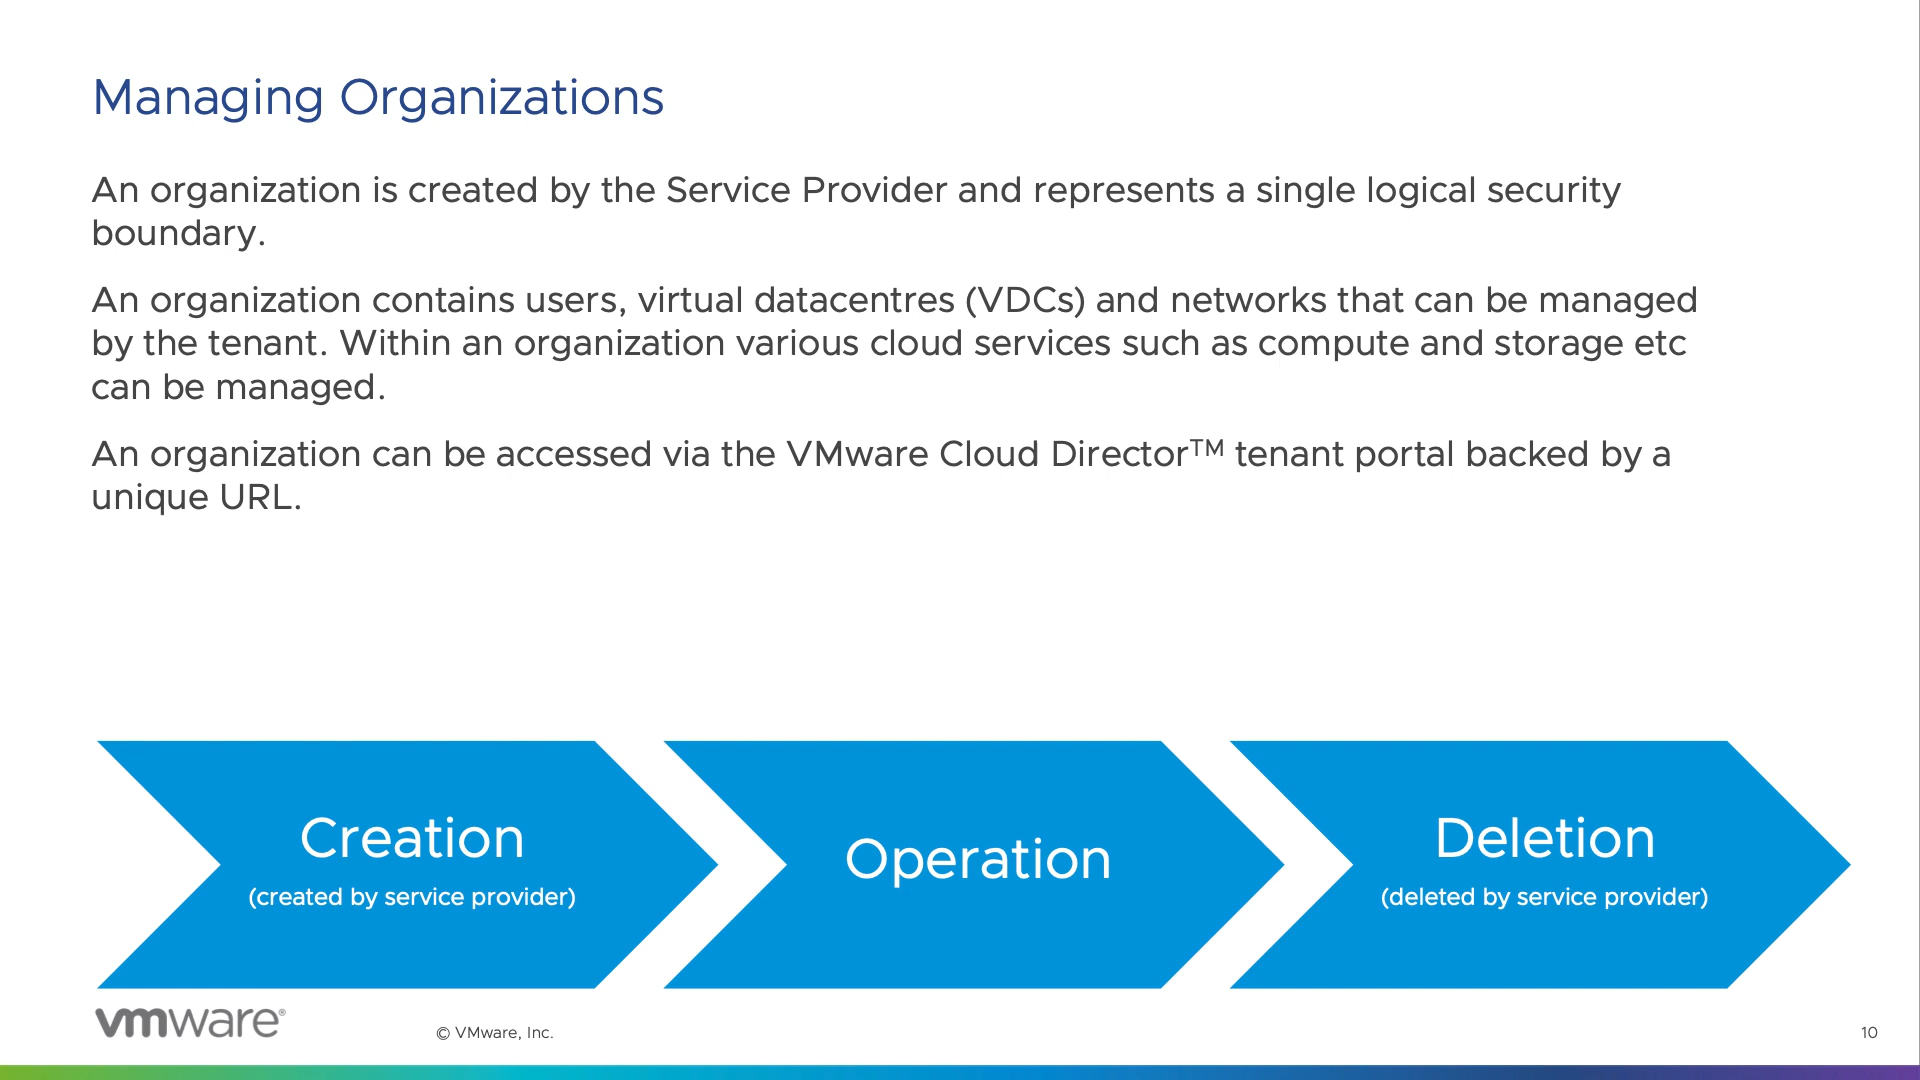 Managing Organizations
An organization is created by the Service Provider and represents a single logical security
boundary.
An organization contains users, virtual datacentres (VDCs) and networks that can be managed
by the tenant. Within an organization various cloud services such as compute and storage etc
can be managed.
An organization can be accessed via the VMware Cloud Director™ tenant portal backed by a
unique URL.
Creation
(created by service provider)
Operation
Deletion
(deleted by service provider)
vmware®
© VMware, Inc.
10